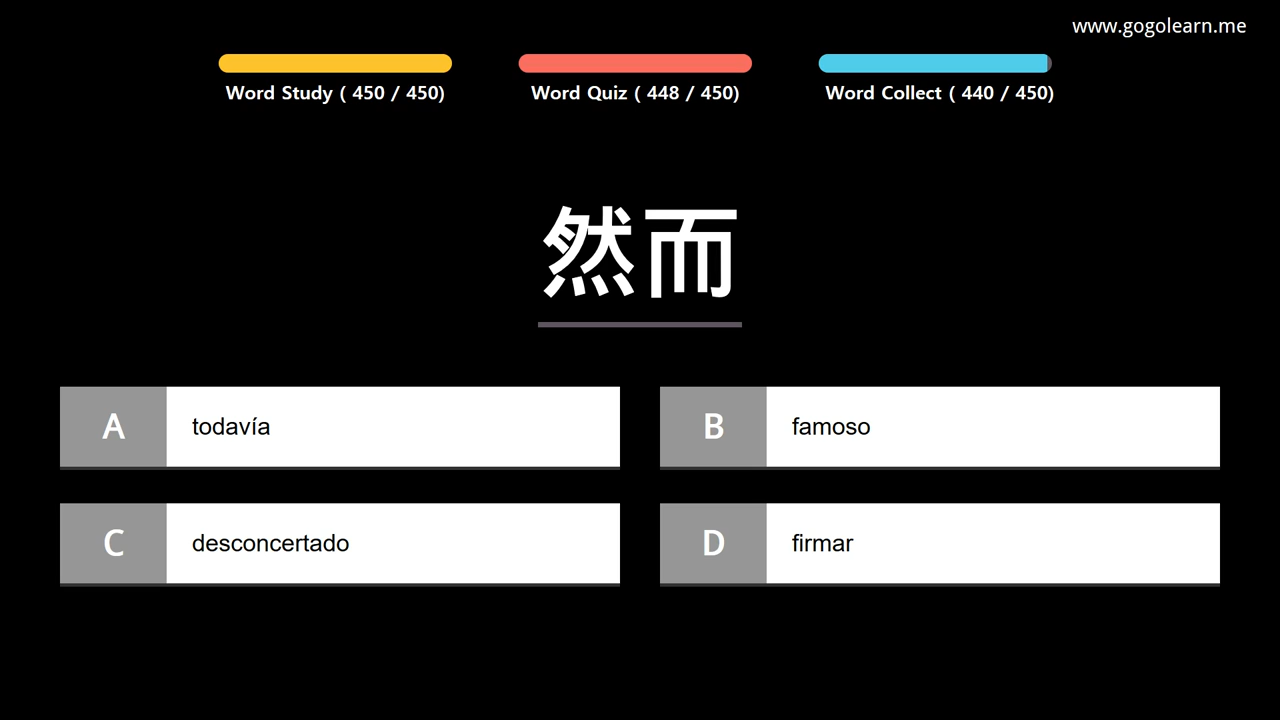 www.gogolearn.me
Word Study ( 450 / 450)
Word Quiz ( 448 / 450)
Word Collect ( 440 / 450)
然而
A todavía
B famoso
C desconcertado
D firmar